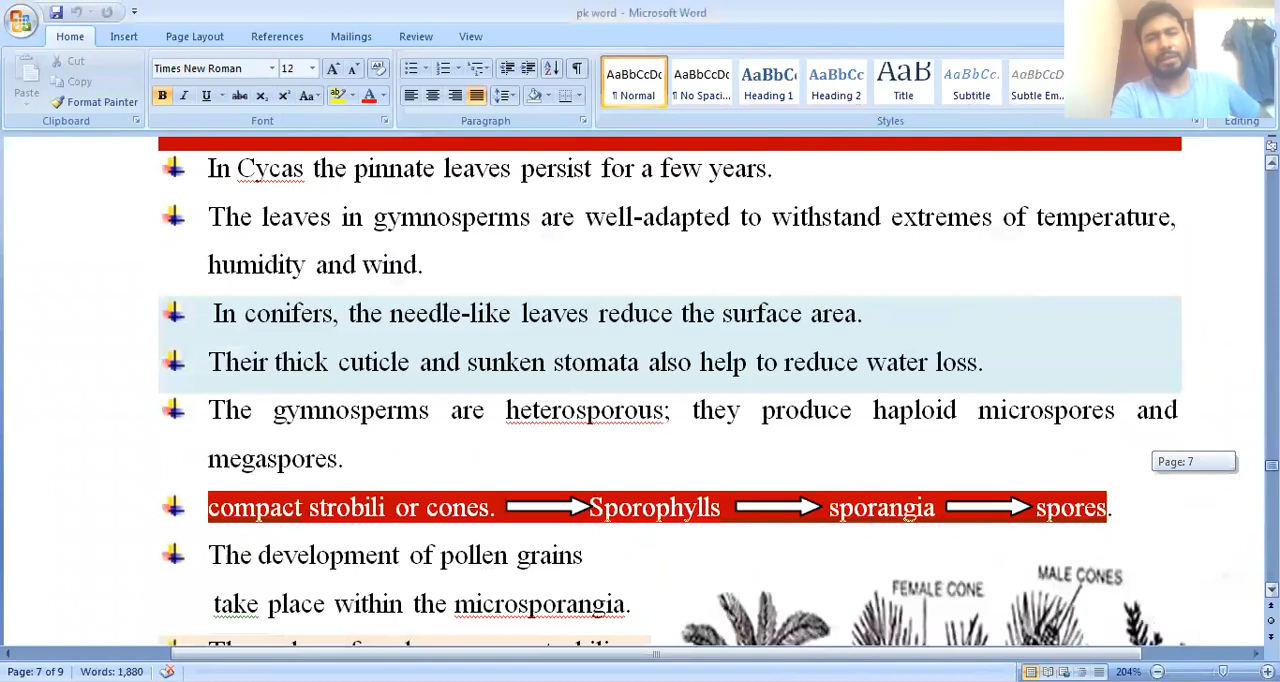 pk word - Microsoft Word
Home Insert Page Layout References Mailings Review View
Cut
Copy
Paste
Format Painter
Clipboard
Times New Roman 12
B I U abc X₂ X² Aa
Font
Paragraph
AaBbCcDc AaBbCcDc AaBbC AaBbCc AaB AaBbCc. AaBbCcDc
¶ Normal ¶ No Spaci... Heading 1 Heading 2 Title Subtitle Subtle Em...
Styles
Editing
In Cycas the pinnate leaves persist for a few years.
The leaves in gymnosperms are well-adapted to withstand extremes of temperature,
humidity and wind.
In conifers, the needle-like leaves reduce the surface area.
Their thick cuticle and sunken stomata also help to reduce water loss.
The gymnosperms are heterosporous; they produce haploid microspores and
megaspores.
Page: 7
compact strobili or cones. Sporophylls sporangia spores.
The development of pollen grains
take place within the microsporangia.
FEMALE CONE
MALE CONES
Page: 7 of 9 Words: 1,880 204%